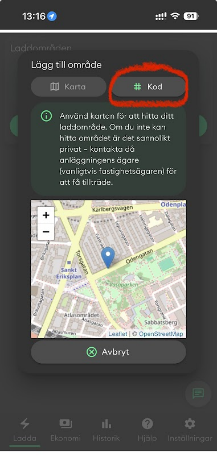 13:16
Laddområden
Lägg till område
Karta
# Kod
Använd kartan för att hitta ditt
laddområde. Om du inte kan
hitta området är det sannolikt
privat – kontakta då
anläggningens ägare
(vanligtvis fastighetsägaren) för
att få tillträde.
+
−
Karlbergsvägen
Odenplan
Odenplan
Odengatan
Sankt
Eriksplan
Atlasområdet
Sabbatsberg
Leaflet | © OpenStreetMap
Avbryt
Ladda
Ekonomi
Historik
Hjälp
Inställningar